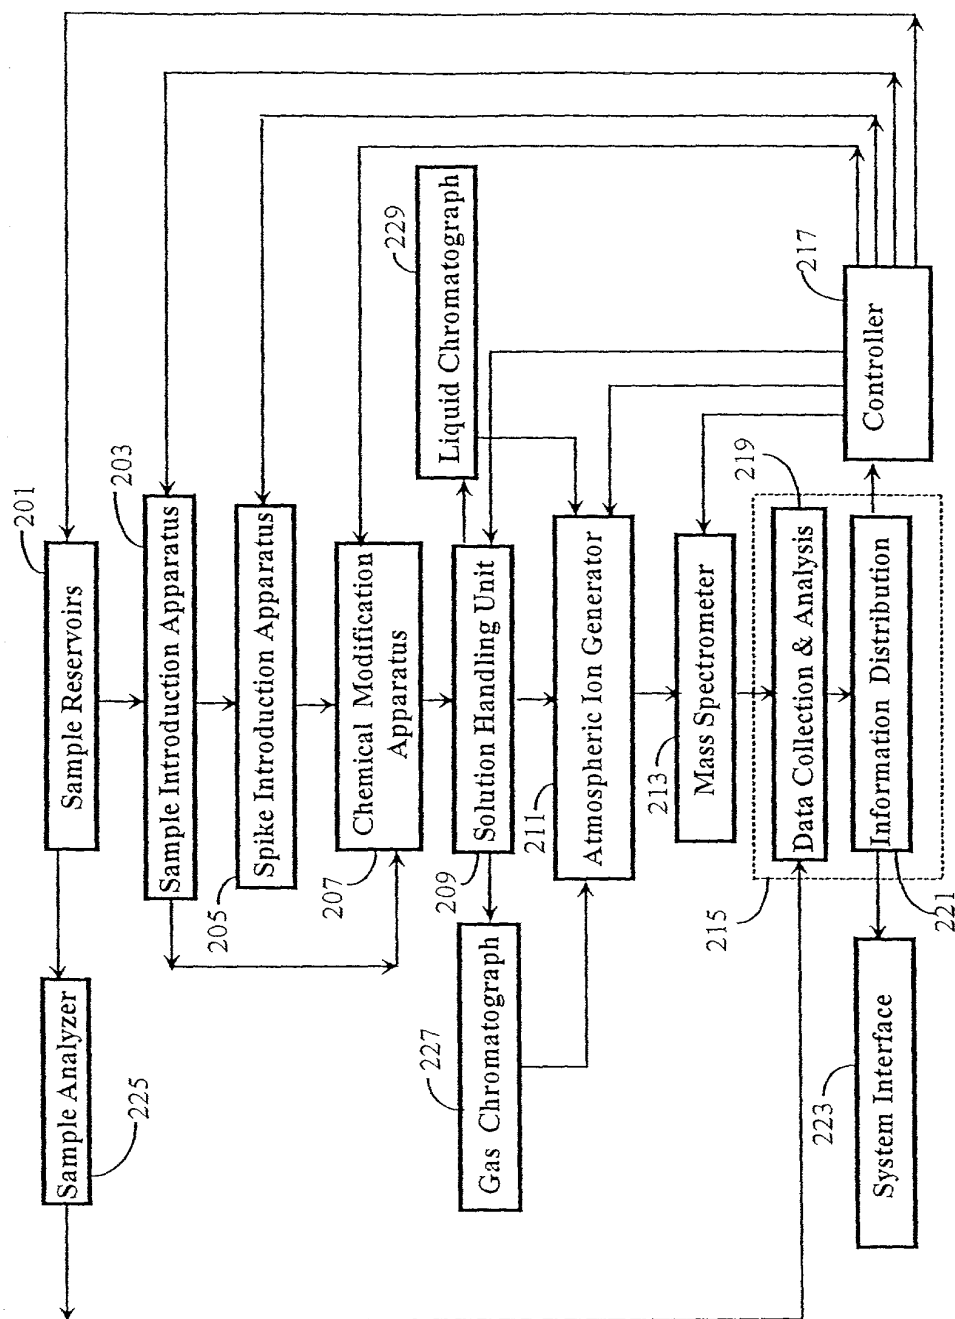 201
Sample Reservoirs
Sample Analyzer
225
203
Sample Introduction Apparatus
Spike Introduction Apparatus
205
Chemical Modification
Apparatus
207
229
Liquid Chromatograph
Solution Handling Unit
209
Gas Chromatograph
227
Atmospheric Ion Generator
211
Mass Spectrometer
213
219
Data Collection & Analysis
215
217
Controller
Information Distribution
221
System Interface
223